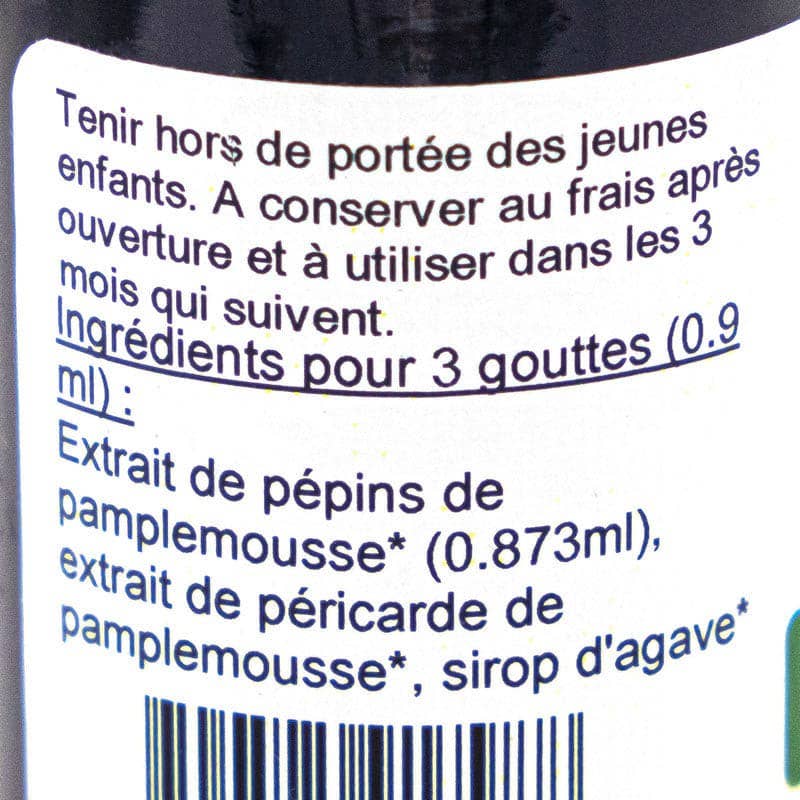 Tenir hors de portée des jeunes
enfants. A conserver au frais après
ouverture et à utiliser dans les 3
mois qui suivent.
Ingrédients pour 3 gouttes (0.9
ml) :
Extrait de pépins de
pamplemousse* (0.873ml),
extrait de péricarde de
pamplemousse*, sirop d'agave*